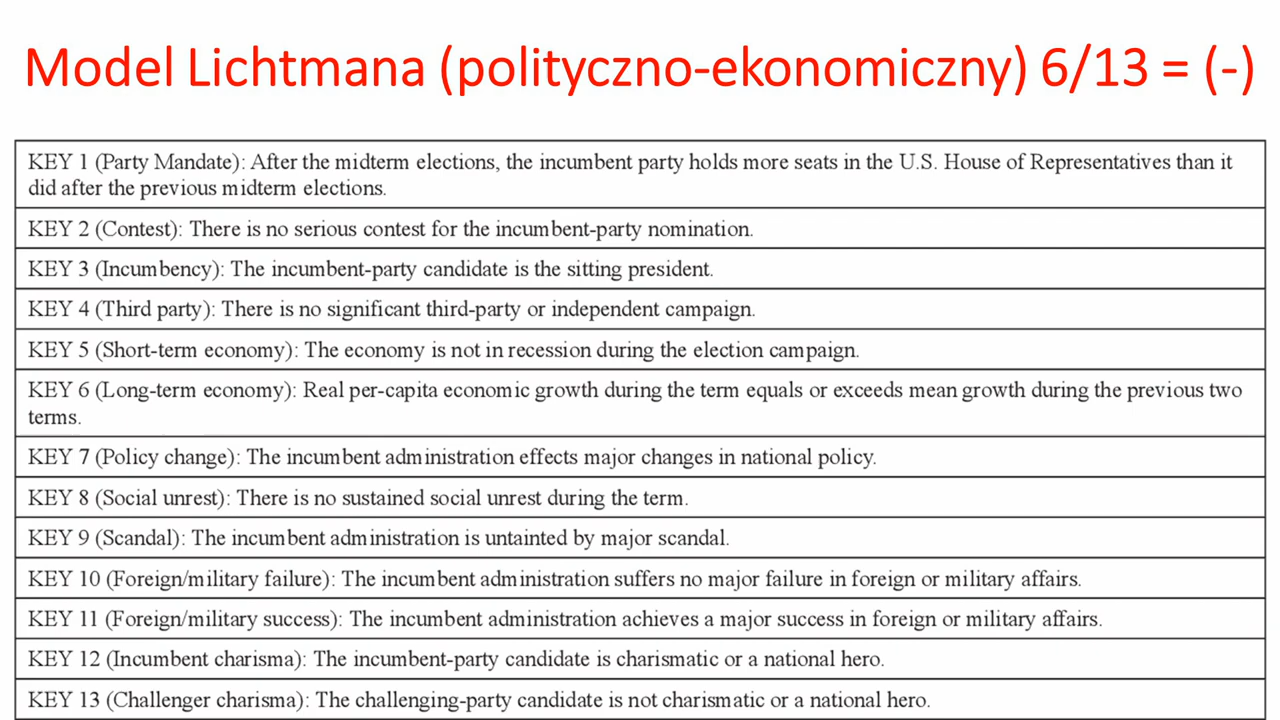 Model Lichtmana (polityczno-ekonomiczny) 6/13 = (-)
KEY 1 (Party Mandate): After the midterm elections, the incumbent party holds more seats in the U.S. House of Representatives than it
did after the previous midterm elections.
KEY 2 (Contest): There is no serious contest for the incumbent-party nomination.
KEY 3 (Incumbency): The incumbent-party candidate is the sitting president.
KEY 4 (Third party): There is no significant third-party or independent campaign.
KEY 5 (Short-term economy): The economy is not in recession during the election campaign.
KEY 6 (Long-term economy): Real per-capita economic growth during the term equals or exceeds mean growth during the previous two
terms.
KEY 7 (Policy change): The incumbent administration effects major changes in national policy.
KEY 8 (Social unrest): There is no sustained social unrest during the term.
KEY 9 (Scandal): The incumbent administration is untainted by major scandal.
KEY 10 (Foreign/military failure): The incumbent administration suffers no major failure in foreign or military affairs.
KEY 11 (Foreign/military success): The incumbent administration achieves a major success in foreign or military affairs.
KEY 12 (Incumbent charisma): The incumbent-party candidate is charismatic or a national hero.
KEY 13 (Challenger charisma): The challenging-party candidate is not charismatic or a national hero.